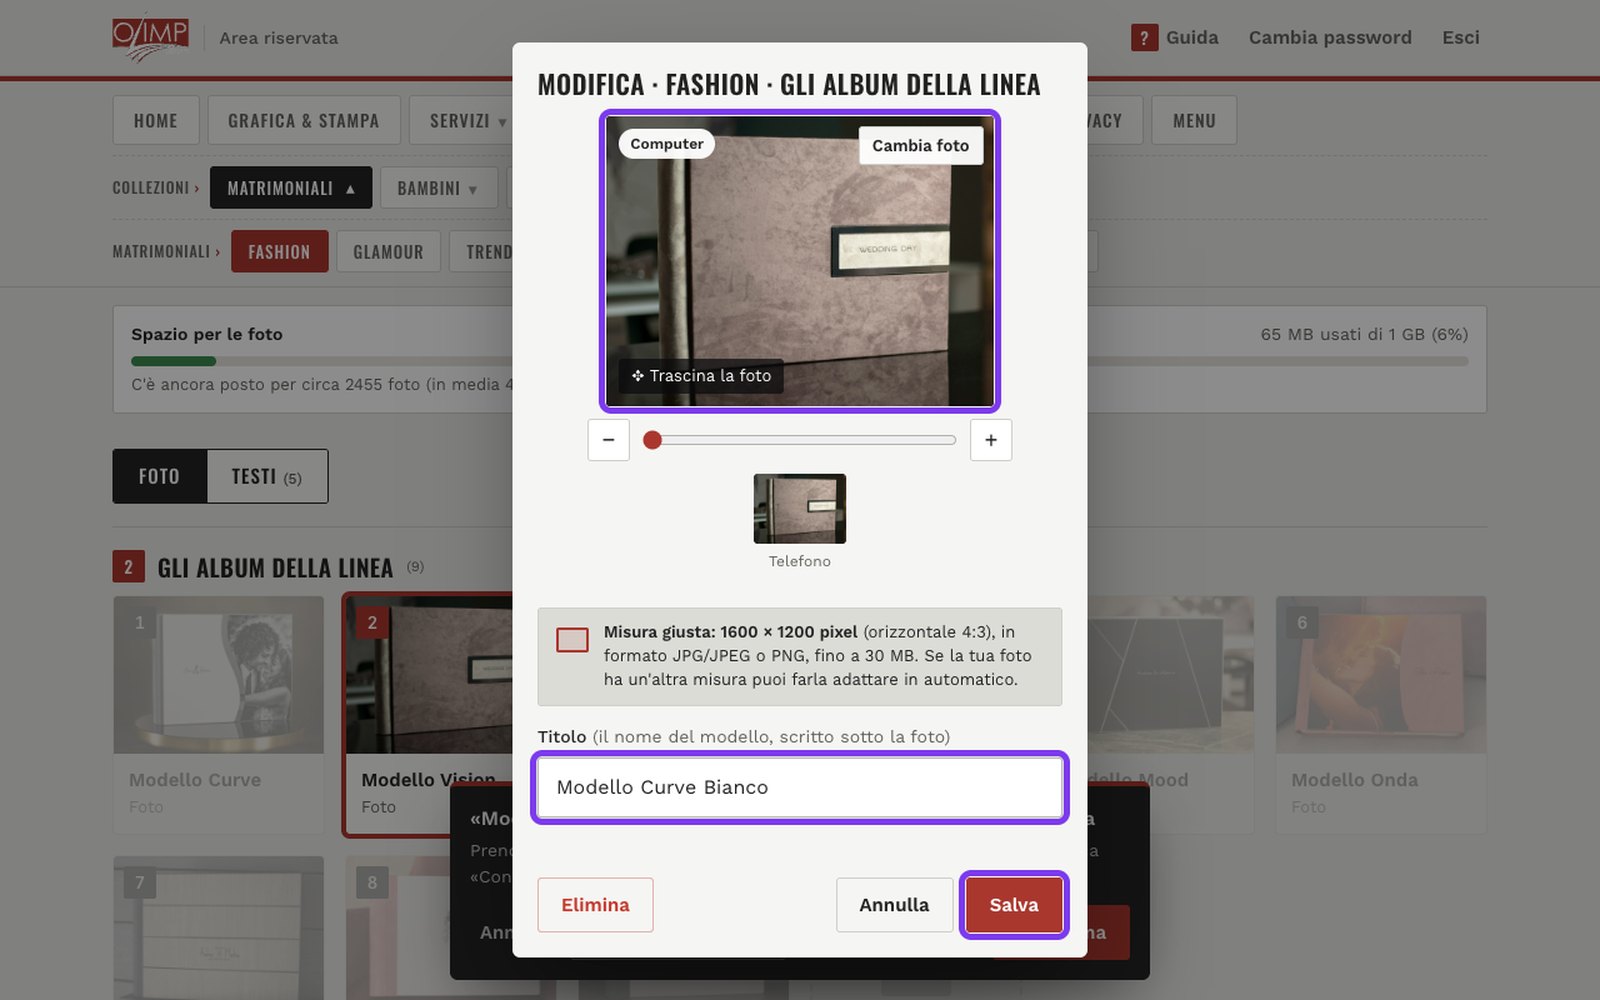 OLIMP
Area riservata
? Guida
Cambia password
Esci
HOME
GRAFICA & STAMPA
SERVIZI ▾
MENU
COLLEZIONI ›
MATRIMONIALI ▲
BAMBINI ▾
MATRIMONIALI ›
FASHION
GLAMOUR
Spazio per le foto
65 MB usati di 1 GB (6%)
C'è ancora posto per circa 2455 foto (in media 4
FOTO
TESTI (5)
2 GLI ALBUM DELLA LINEA (9)
1
Modello Curve
Foto
2
Modello Vision
Foto
Mood
6
Modello Onda
Foto
7
8
MODIFICA · FASHION · GLI ALBUM DELLA LINEA
Computer
Cambia foto
WEDDING DAY
✣ Trascina la foto
−
+
Telefono
Misura giusta: 1600 × 1200 pixel (orizzontale 4:3), in
formato JPG/JPEG o PNG, fino a 30 MB. Se la tua foto
ha un'altra misura puoi farla adattare in automatico.
Titolo (il nome del modello, scritto sotto la foto)
Modello Curve Bianco
Elimina
Annulla
Salva